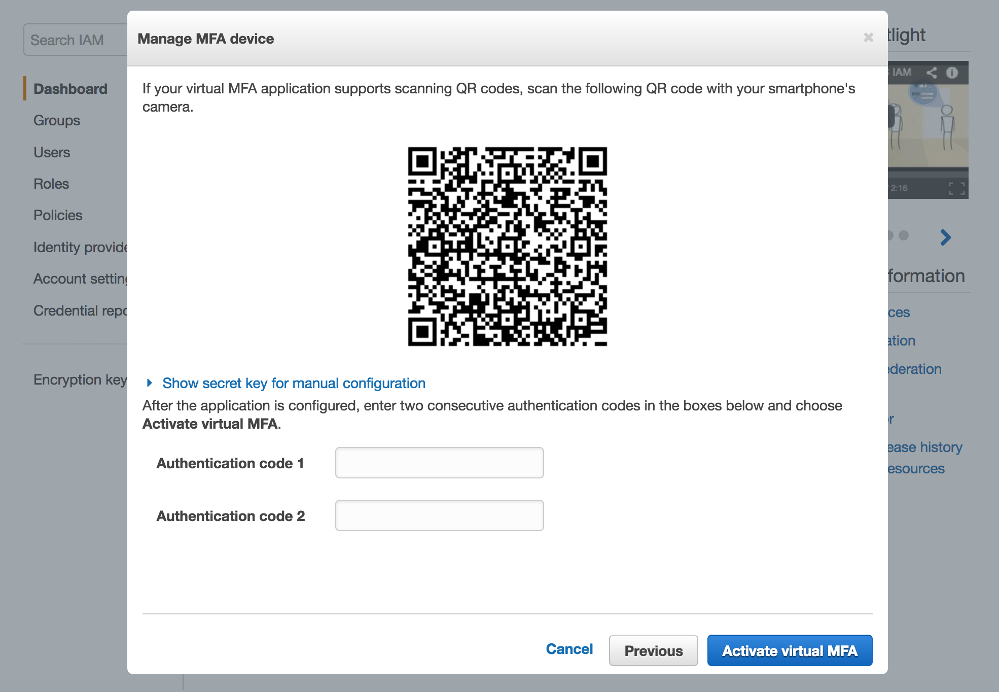 Search IAM
Dashboard
Groups
Users
Roles
Policies
Identity provide
Account setting
Credential repo
Encryption key
Manage MFA device
×
If your virtual MFA application supports scanning QR codes, scan the following QR code with your smartphone's
camera.
Show secret key for manual configuration
After the application is configured, enter two consecutive authentication codes in the boxes below and choose
Activate virtual MFA.
Authentication code 1
Authentication code 2
Cancel
Previous
Activate virtual MFA
tlight
IAM
2:16
formation
ces
ation
ederation
r
ease history
esources